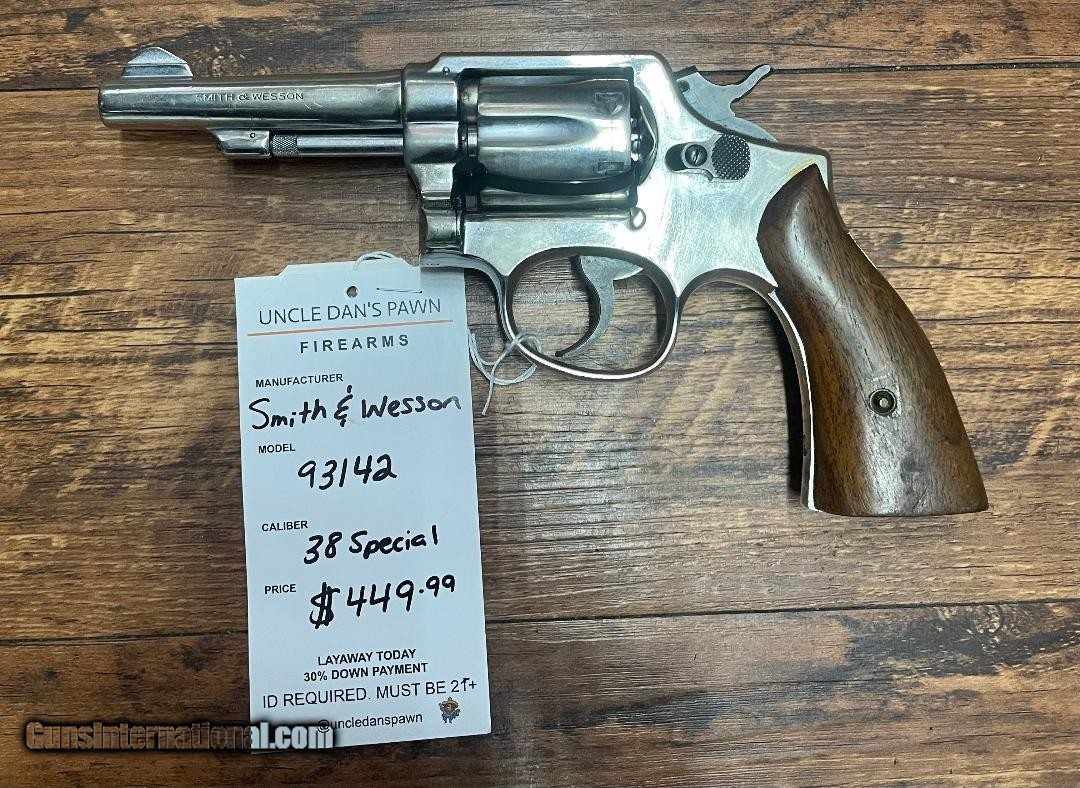 SMITH & WESSON
UNCLE DAN'S PAWN
FIREARMS
MANUFACTURER
Smith & Wesson
MODEL
93142
CALIBER
38 Special
PRICE
$449.99
LAYAWAY TODAY
30% DOWN PAYMENT
ID REQUIRED. MUST BE 21+
@uncledanspawn
GunsInternational.com